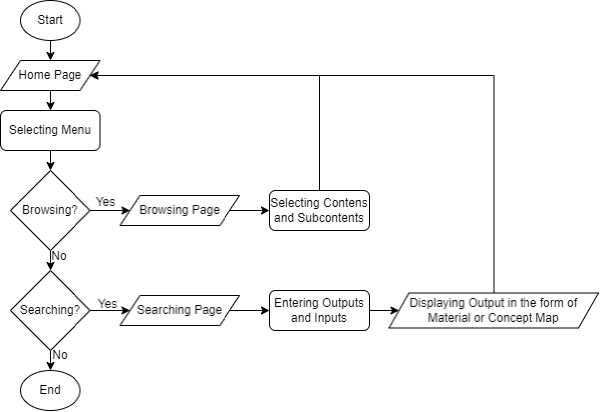 Start
Home Page
Selecting Menu
Browsing?
Yes
Browsing Page
Selecting Contens
and Subcontents
No
Searching?
Yes
Searching Page
Entering Outputs
and Inputs
Displaying Output in the form of
Material or Concept Map
No
End